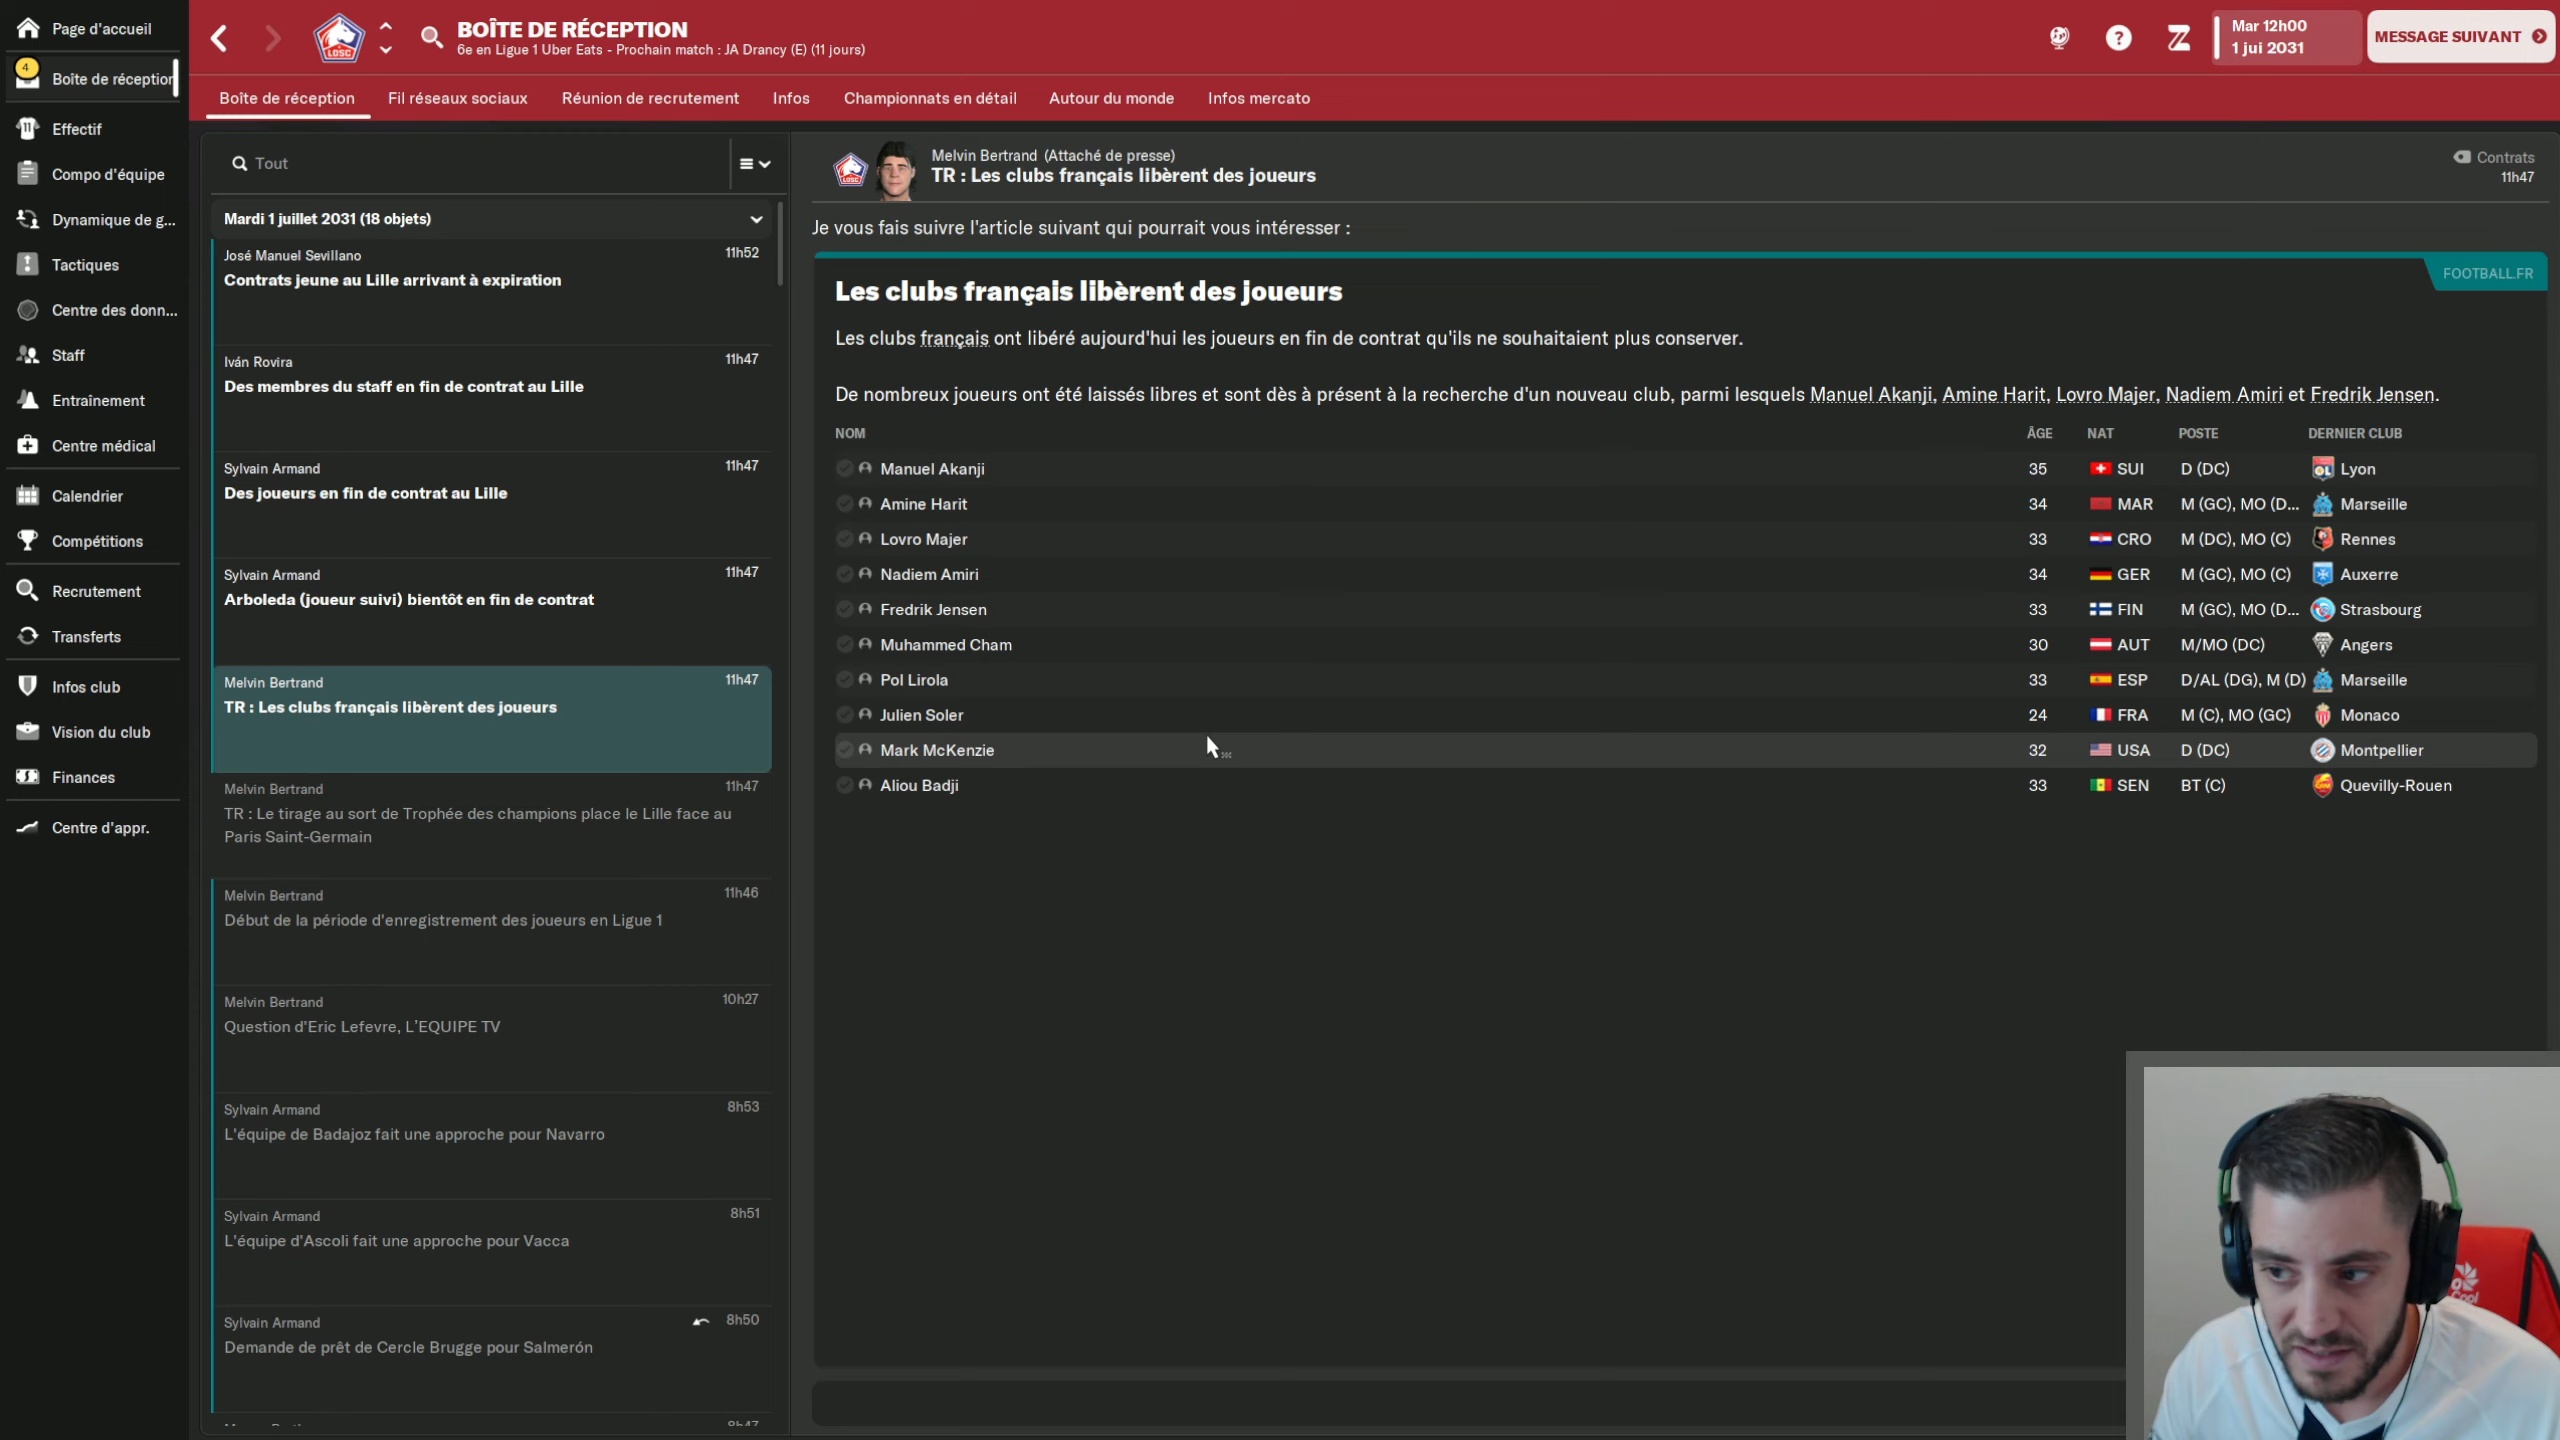 Page d'accueil
4
Boîte de réception
Effectif
Compo d'équipe
Dynamique de g...
Tactiques
Centre des donn...
Staff
Entraînement
Centre médical
Calendrier
Compétitions
Recrutement
Transferts
Infos club
Vision du club
Finances
Centre d'appr.
LOSC
BOÎTE DE RÉCEPTION
6e en Ligue 1 Uber Eats - Prochain match : JA Drancy (E) (11 jours)
Mar 12h00
1 jui 2031
MESSAGE SUIVANT
Boîte de réception
Fil réseaux sociaux
Réunion de recrutement
Infos
Championnats en détail
Autour du monde
Infos mercato
Tout
Mardi 1 juillet 2031 (18 objets)
José Manuel Sevillano 11h52
Contrats jeune au Lille arrivant à expiration
Iván Rovira 11h47
Des membres du staff en fin de contrat au Lille
Sylvain Armand 11h47
Des joueurs en fin de contrat au Lille
Sylvain Armand 11h47
Arboleda (joueur suivi) bientôt en fin de contrat
Melvin Bertrand 11h47
TR : Les clubs français libèrent des joueurs
Melvin Bertrand 11h47
TR : Le tirage au sort de Trophée des champions place le Lille face au
Paris Saint-Germain
Melvin Bertrand 11h46
Début de la période d'enregistrement des joueurs en Ligue 1
Melvin Bertrand 10h27
Question d'Eric Lefevre, L'EQUIPE TV
Sylvain Armand 8h53
L'équipe de Badajoz fait une approche pour Navarro
Sylvain Armand 8h51
L'équipe d'Ascoli fait une approche pour Vacca
Sylvain Armand 8h50
Demande de prêt de Cercle Brugge pour Salmerón
Melvin Bertrand (Attaché de presse)
TR : Les clubs français libèrent des joueurs
Contrats
11h47
Je vous fais suivre l'article suivant qui pourrait vous intéresser :
FOOTBALL.FR
Les clubs français libèrent des joueurs
Les clubs français ont libéré aujourd'hui les joueurs en fin de contrat qu'ils ne souhaitaient plus conserver.
De nombreux joueurs ont été laissés libres et sont dès à présent à la recherche d'un nouveau club, parmi lesquels Manuel Akanji, Amine Harit, Lovro Majer, Nadiem Amiri et Fredrik Jensen.
NOM ÂGE NAT POSTE DERNIER CLUB
Manuel Akanji 35 SUI D (DC) Lyon
Amine Harit 34 MAR M (GC), MO (D... Marseille
Lovro Majer 33 CRO M (DC), MO (C) Rennes
Nadiem Amiri 34 GER M (GC), MO (C) Auxerre
Fredrik Jensen 33 FIN M (GC), MO (D... Strasbourg
Muhammed Cham 30 AUT M/MO (DC) Angers
Pol Lirola 33 ESP D/AL (DG), M (D) Marseille
Julien Soler 24 FRA M (C), MO (GC) Monaco
Mark McKenzie 32 USA D (DC) Montpellier
Aliou Badji 33 SEN BT (C) Quevilly-Rouen